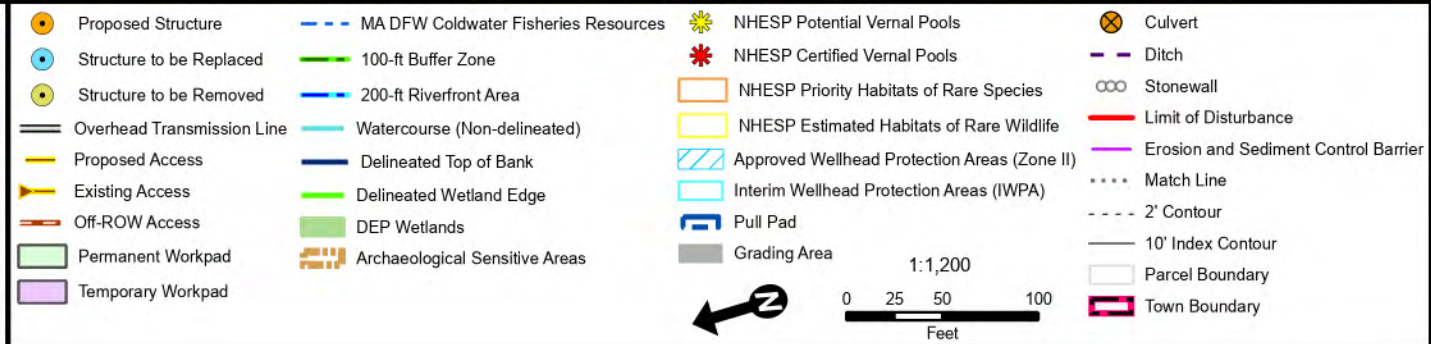 Proposed Structure
Structure to be Replaced
Structure to be Removed
Overhead Transmission Line
Proposed Access
Existing Access
Off-ROW Access
Permanent Workpad
Temporary Workpad
MA DFW Coldwater Fisheries Resources
100-ft Buffer Zone
200-ft Riverfront Area
Watercourse (Non-delineated)
Delineated Top of Bank
Delineated Wetland Edge
DEP Wetlands
Archaeological Sensitive Areas
NHESP Potential Vernal Pools
NHESP Certified Vernal Pools
NHESP Priority Habitats of Rare Species
NHESP Estimated Habitats of Rare Wildlife
Approved Wellhead Protection Areas (Zone II)
Interim Wellhead Protection Areas (IWPA)
Pull Pad
Grading Area
1:1,200
N
0 25 50 100
Feet
Culvert
Ditch
Stonewall
Limit of Disturbance
Erosion and Sediment Control Barrier
Match Line
2' Contour
10' Index Contour
Parcel Boundary
Town Boundary